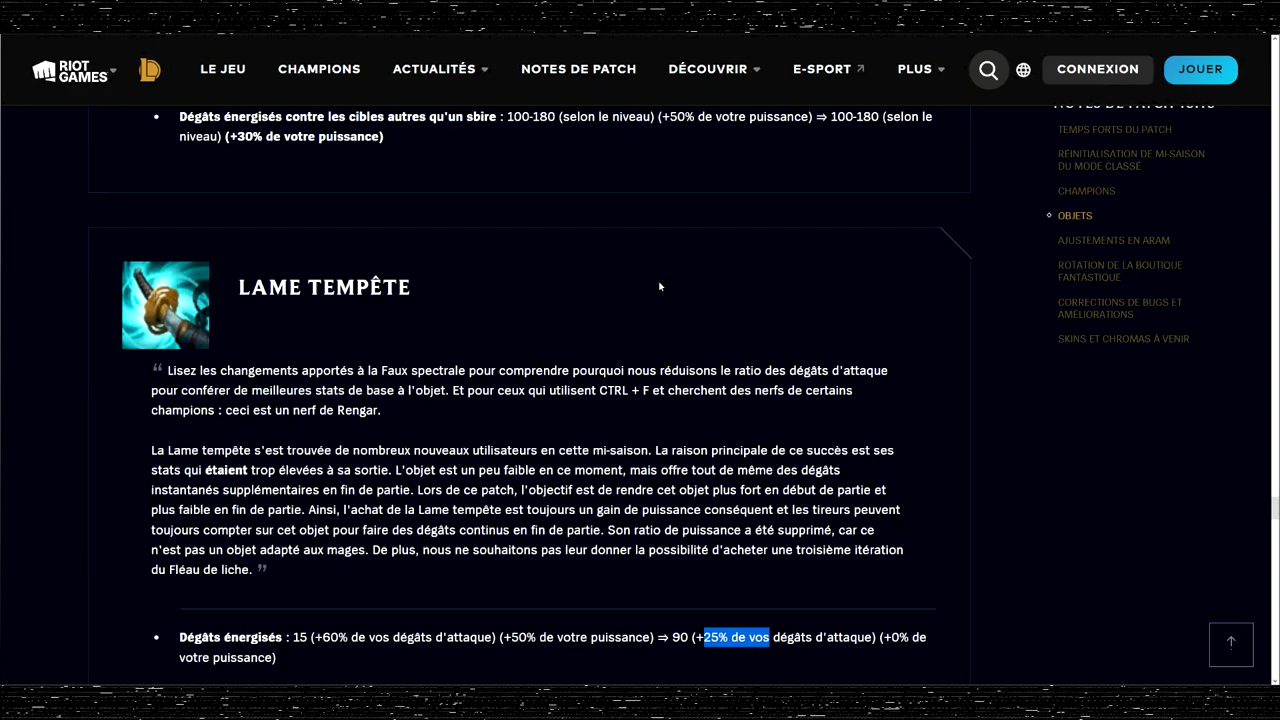 RIOT GAMES
LE JEU CHAMPIONS ACTUALITÉS NOTES DE PATCH DÉCOUVRIR E-SPORT PLUS CONNEXION JOUER
• Dégâts énergisés contre les cibles autres qu'un sbire : 100-180 (selon le niveau) (+50% de votre puissance) ⇒ 100-180 (selon le
niveau) (+30% de votre puissance)
LAME TEMPÊTE
“ Lisez les changements apportés à la Faux spectrale pour comprendre pourquoi nous réduisons le ratio des dégâts d'attaque
pour conférer de meilleures stats de base à l'objet. Et pour ceux qui utilisent CTRL + F et cherchent des nerfs de certains
champions : ceci est un nerf de Rengar.
La Lame tempête s'est trouvée de nombreux nouveaux utilisateurs en cette mi-saison. La raison principale de ce succès est ses
stats qui étaient trop élevées à sa sortie. L'objet est un peu faible en ce moment, mais offre tout de même des dégâts
instantanés supplémentaires en fin de partie. Lors de ce patch, l'objectif est de rendre cet objet plus fort en début de partie et
plus faible en fin de partie. Ainsi, l'achat de la Lame tempête est toujours un gain de puissance conséquent et les tireurs peuvent
toujours compter sur cet objet pour faire des dégâts continus en fin de partie. Son ratio de puissance a été supprimé, car ce
n'est pas un objet adapté aux mages. De plus, nous ne souhaitons pas leur donner la possibilité d'acheter une troisième itération
du Fléau de liche. ”
• Dégâts énergisés : 15 (+60% de vos dégâts d'attaque) (+50% de votre puissance) ⇒ 90 (+25% de vos dégâts d'attaque) (+0% de
votre puissance)
TEMPS FORTS DU PATCH
RÉINITIALISATION DE MI-SAISON
DU MODE CLASSÉ
CHAMPIONS
OBJETS
AJUSTEMENTS EN ARAM
ROTATION DE LA BOUTIQUE
FANTASTIQUE
CORRECTIONS DE BUGS ET
AMÉLIORATIONS
SKINS ET CHROMAS À VENIR